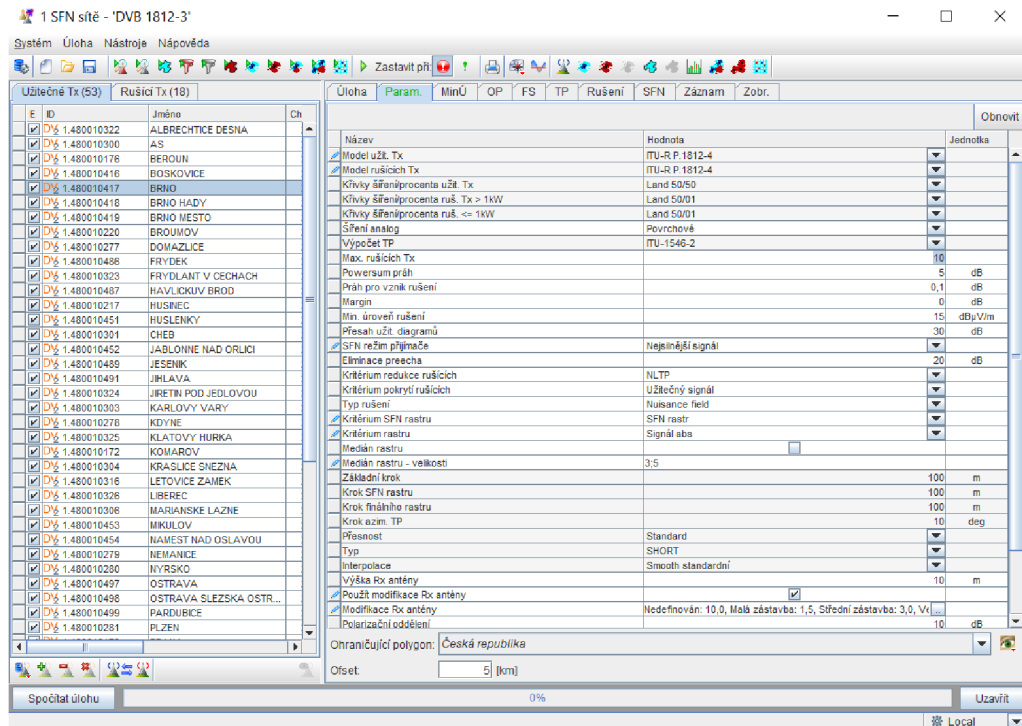 1 SFN sítě - 'DVB 1812-3'
Systém Úloha Nástroje Nápověda
Zastavit při:
Užitečné Tx (53) Rušící Tx (18)
E ID Jméno Ch
1.480010322 ALBRECHTICE DESNA
1.480010300 AS
1.480010176 BEROUN
1.480010416 BOSKOVICE
1.480010417 BRNO
1.480010418 BRNO HADY
1.480010419 BRNO MESTO
1.480010220 BROUMOV
1.480010277 DOMAZLICE
1.480010486 FRYDEK
1.480010323 FRYDLANT V CECHACH
1.480010487 HAVLICKUV BROD
1.480010217 HUSINEC
1.480010451 HUSLENKY
1.480010301 CHEB
1.480010452 JABLONNE NAD ORLICI
1.480010489 JESENIK
1.480010491 JIHLAVA
1.480010324 JIRETIN POD JEDLOVOU
1.480010303 KARLOVY VARY
1.480010278 KDYNE
1.480010325 KLATOVY HURKA
1.480010172 KOMAROV
1.480010304 KRASLICE SNEZNA
1.480010316 LETOVICE ZAMEK
1.480010326 LIBEREC
1.480010306 MARIANSKE LAZNE
1.480010453 MIKULOV
1.480010454 NAMEST NAD OSLAVOU
1.480010279 NEMANICE
1.480010280 NYRSKO
1.480010497 OSTRAVA
1.480010498 OSTRAVA SLEZSKA OSTR...
1.480010499 PARDUBICE
1.480010281 PLZEN
Úloha Param. MinÚ OP FS TP Rušení SFN Záznam Zobr.
Obnovit
Název Hodnota Jednotka
Model užit. Tx ITU-R P.1812-4
Model rušících Tx ITU-R P.1812-4
Křivky šíření/procenta užit. Tx Land 50/50
Křivky šíření/procenta ruš. Tx > 1kW Land 50/01
Křivky šíření/procenta ruš. <= 1kW Land 50/01
Šíření analog Povrchové
Výpočet TP ITU-1546-2
Max. rušících Tx 10
Powersum práh 5 dB
Práh pro vznik rušení 0,1 dB
Margin 0 dB
Min. úroveň rušení 15 dBµV/m
Přesah užit. diagramů 30 dB
SFN režim přijímače Nejsilnější signál
Eliminace preecha 20 dB
Kritérium redukce rušících NLTP
Kritérium pokrytí rušících Užitečný signál
Typ rušení Nuisance field
Kritérium SFN rastru SFN rastr
Kritérium rastru Signál abs
Medián rastru
Medián rastru - velikosti 3;5
Základní krok 100 m
Krok SFN rastru 100 m
Krok finálního rastru 100 m
Krok azim. TP 10 deg
Přesnost Standard
Typ SHORT
Interpolace Smooth standardní
Výška Rx antény 10 m
Použít modifikace Rx antény
Modifikace Rx antény Nedefinován: 10,0, Malá zástavba: 1,5, Střední zástavba: 3,0, Ve ...
Polarizační oddělení 10 dB
Ohraničující polygon: Česká republika
Ofset: 5 [km]
Spočítat úlohu 0% Uzavřít
Local